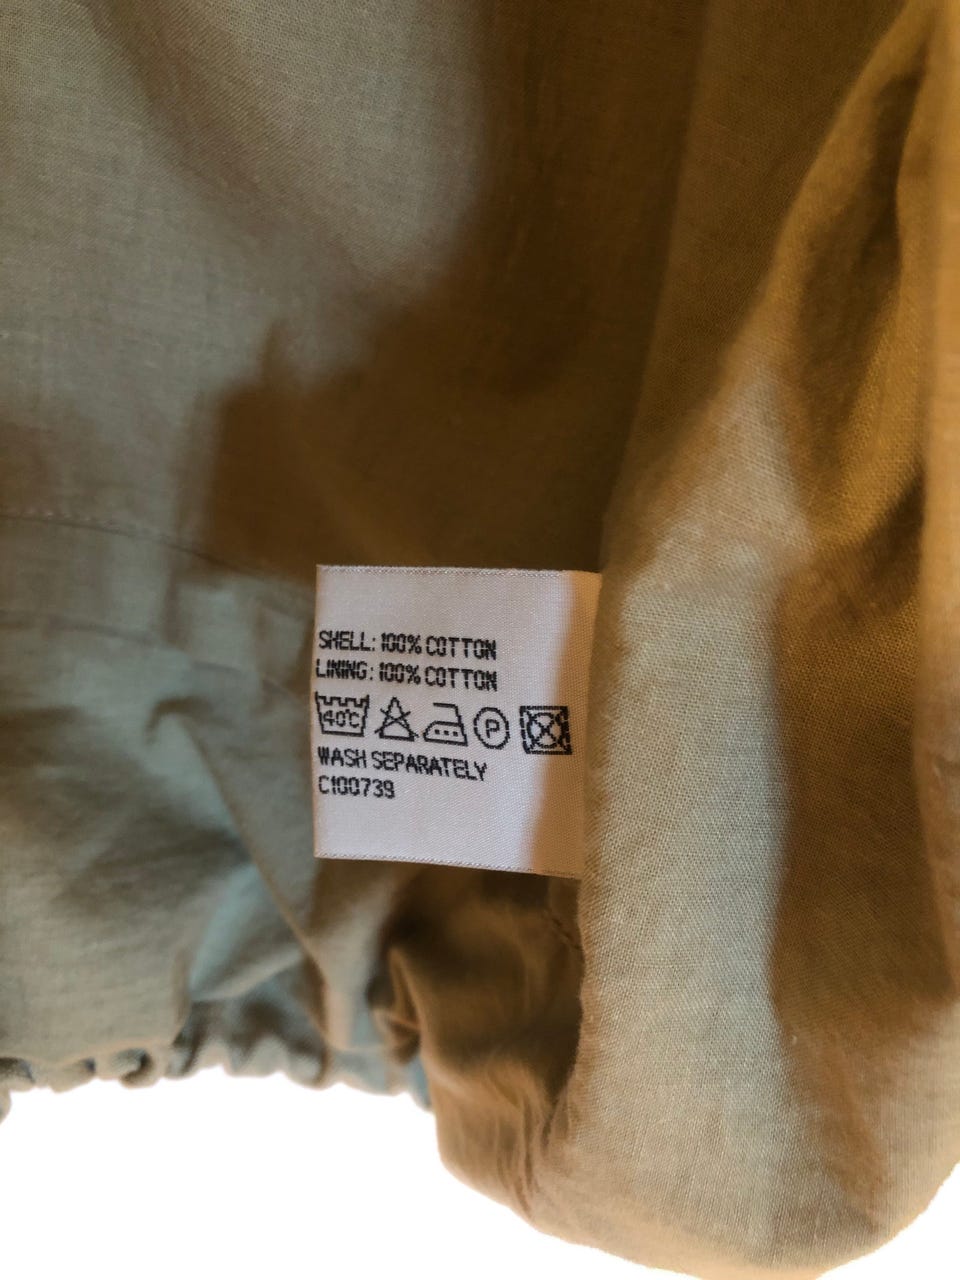 SHELL: 100% COTTON
LINING: 100% COTTON
40°C P
WASH SEPARATELY
C100739